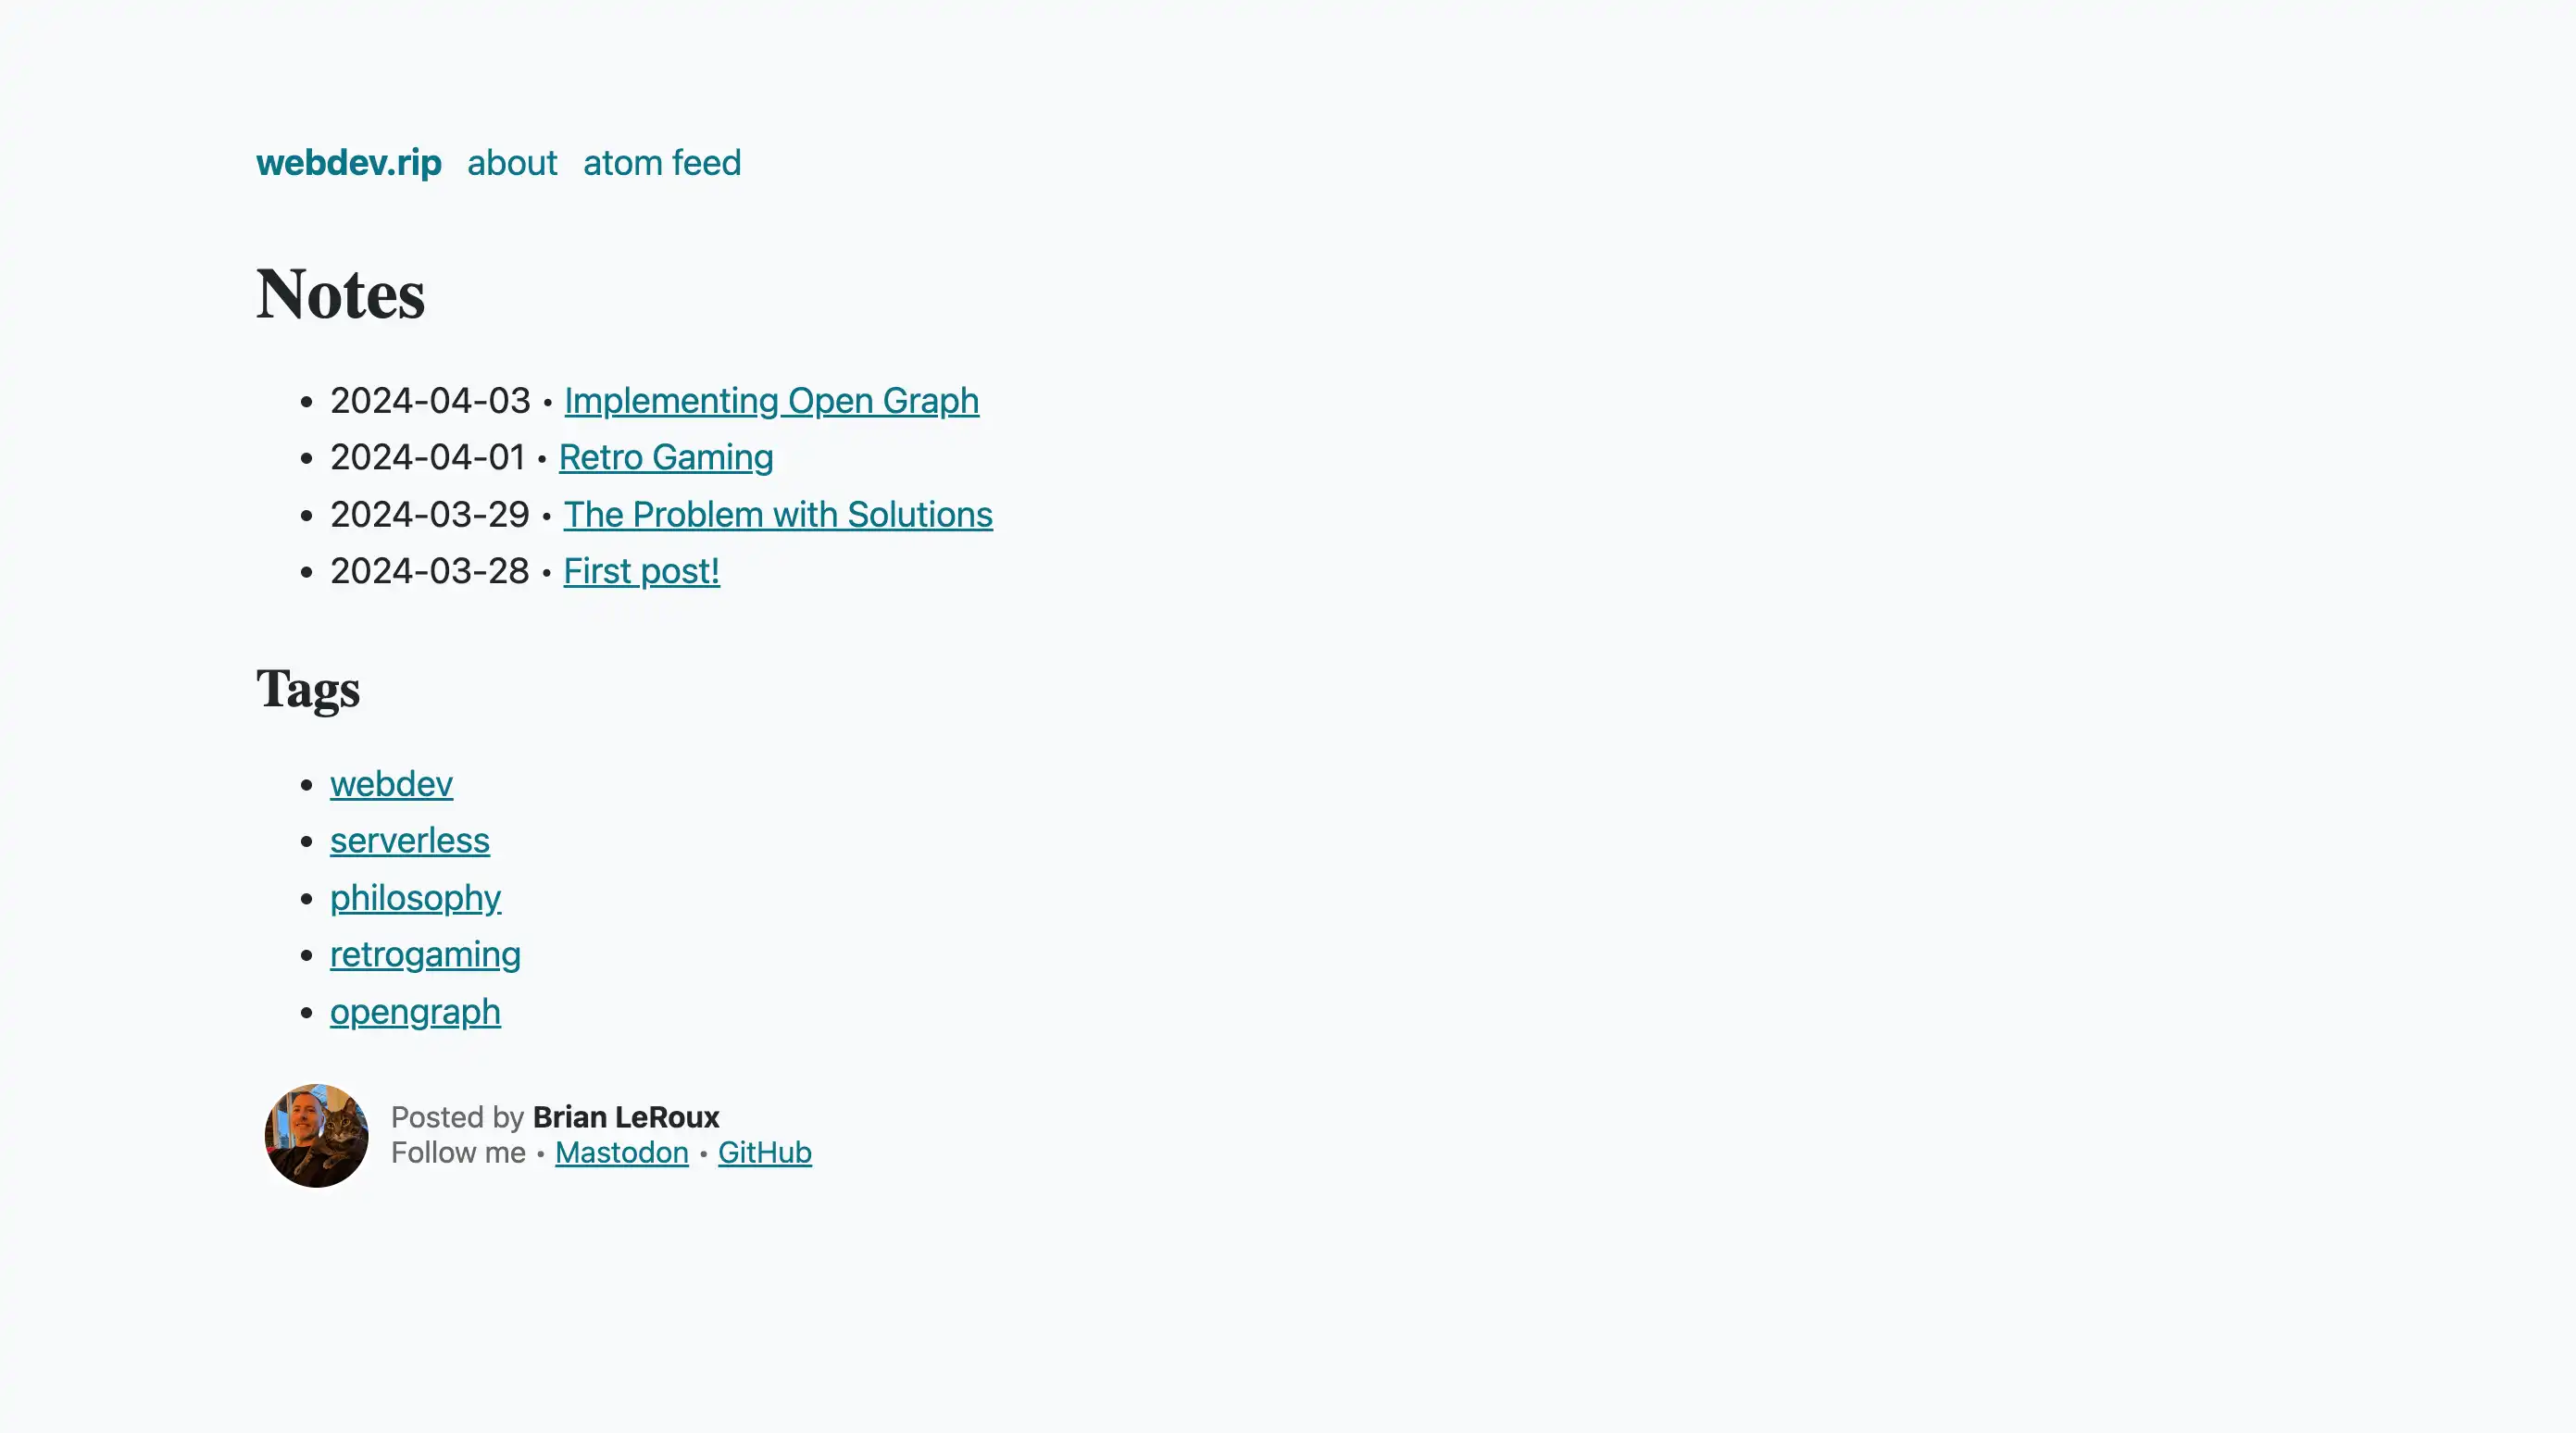 webdev.rip about atom feed
Notes
• 2024-04-03 • Implementing Open Graph
• 2024-04-01 • Retro Gaming
• 2024-03-29 • The Problem with Solutions
• 2024-03-28 • First post!
Tags
• webdev
• serverless
• philosophy
• retrogaming
• opengraph
Posted by Brian LeRoux
Follow me • Mastodon • GitHub